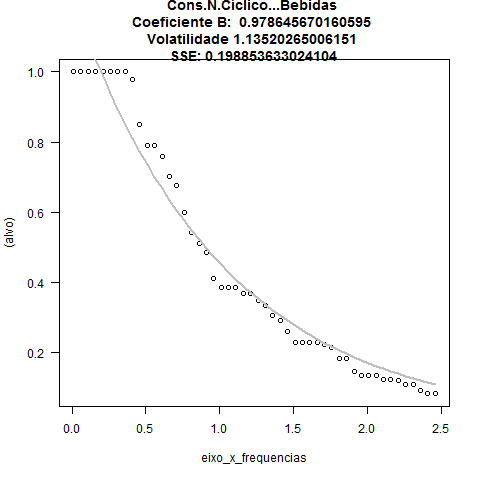 Cons.N.Ciclico...Bebidas
Coeficiente B:  0.978645670160595
Volatilidade 1.13520265006151
SSE: 0.198853633024104
1.0
0.8
0.6
0.4
0.2
(alvo)
0.0 0.5 1.0 1.5 2.0 2.5
eixo_x_frequencias